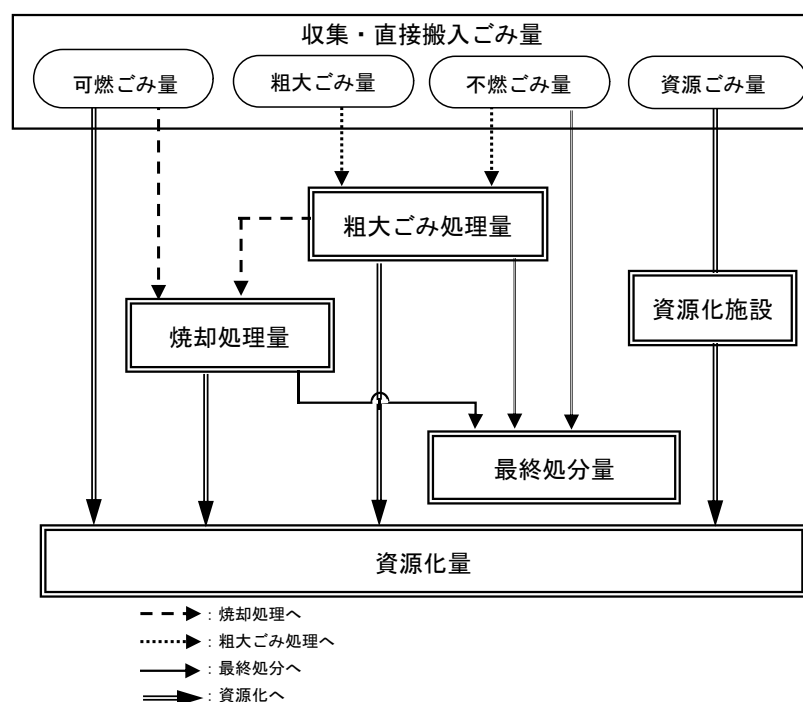 収集・直接搬入ごみ量
可燃ごみ量
粗大ごみ量
不燃ごみ量
資源ごみ量
粗大ごみ処理量
資源化施設
焼却処理量
最終処分量
資源化量
：焼却処理へ
：粗大ごみ処理へ
：最終処分へ
：資源化へ